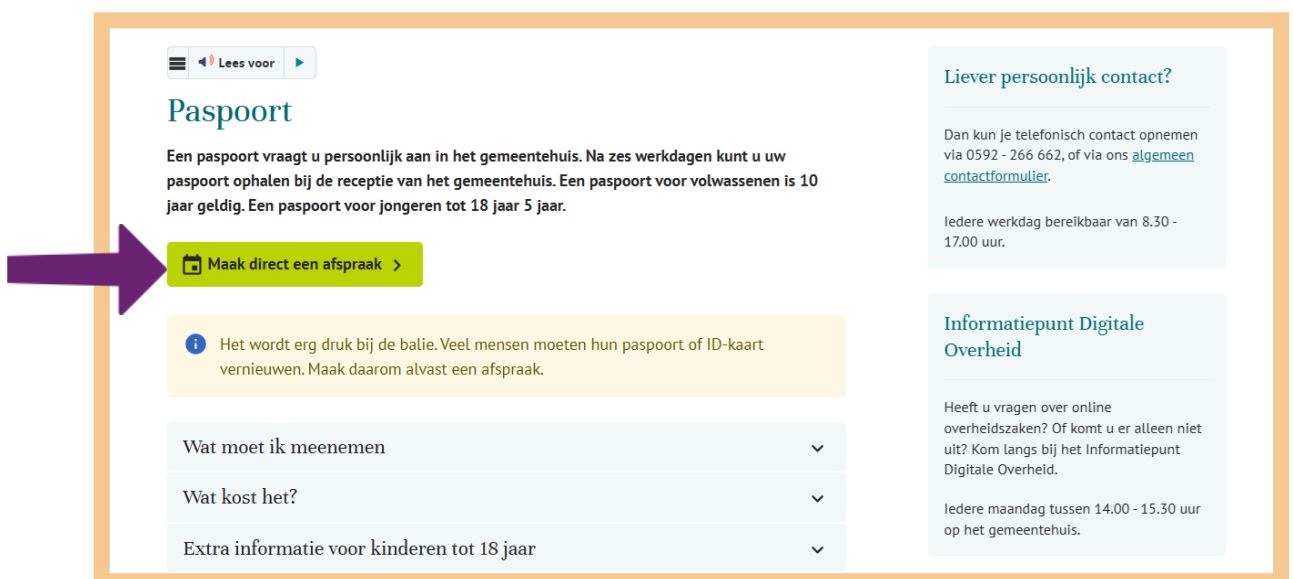 Lees voor
Paspoort
Een paspoort vraagt u persoonlijk aan in het gemeentehuis. Na zes werkdagen kunt u uw
paspoort ophalen bij de receptie van het gemeentehuis. Een paspoort voor volwassenen is 10
jaar geldig. Een paspoort voor jongeren tot 18 jaar 5 jaar.
Maak direct een afspraak
Het wordt erg druk bij de balie. Veel mensen moeten hun paspoort of ID-kaart
vernieuwen. Maak daarom alvast een afspraak.
Wat moet ik meenemen
Wat kost het?
Extra informatie voor kinderen tot 18 jaar
Liever persoonlijk contact?
Dan kun je telefonisch contact opnemen
via 0592 - 266 662, of via ons algemeen
contactformulier.
Iedere werkdag bereikbaar van 8.30 -
17.00 uur.
Informatiepunt Digitale
Overheid
Heeft u vragen over online
overheidszaken? Of komt u er alleen niet
uit? Kom langs bij het Informatiepunt
Digitale Overheid.
Iedere maandag tussen 14.00 - 15.30 uur
op het gemeentehuis.